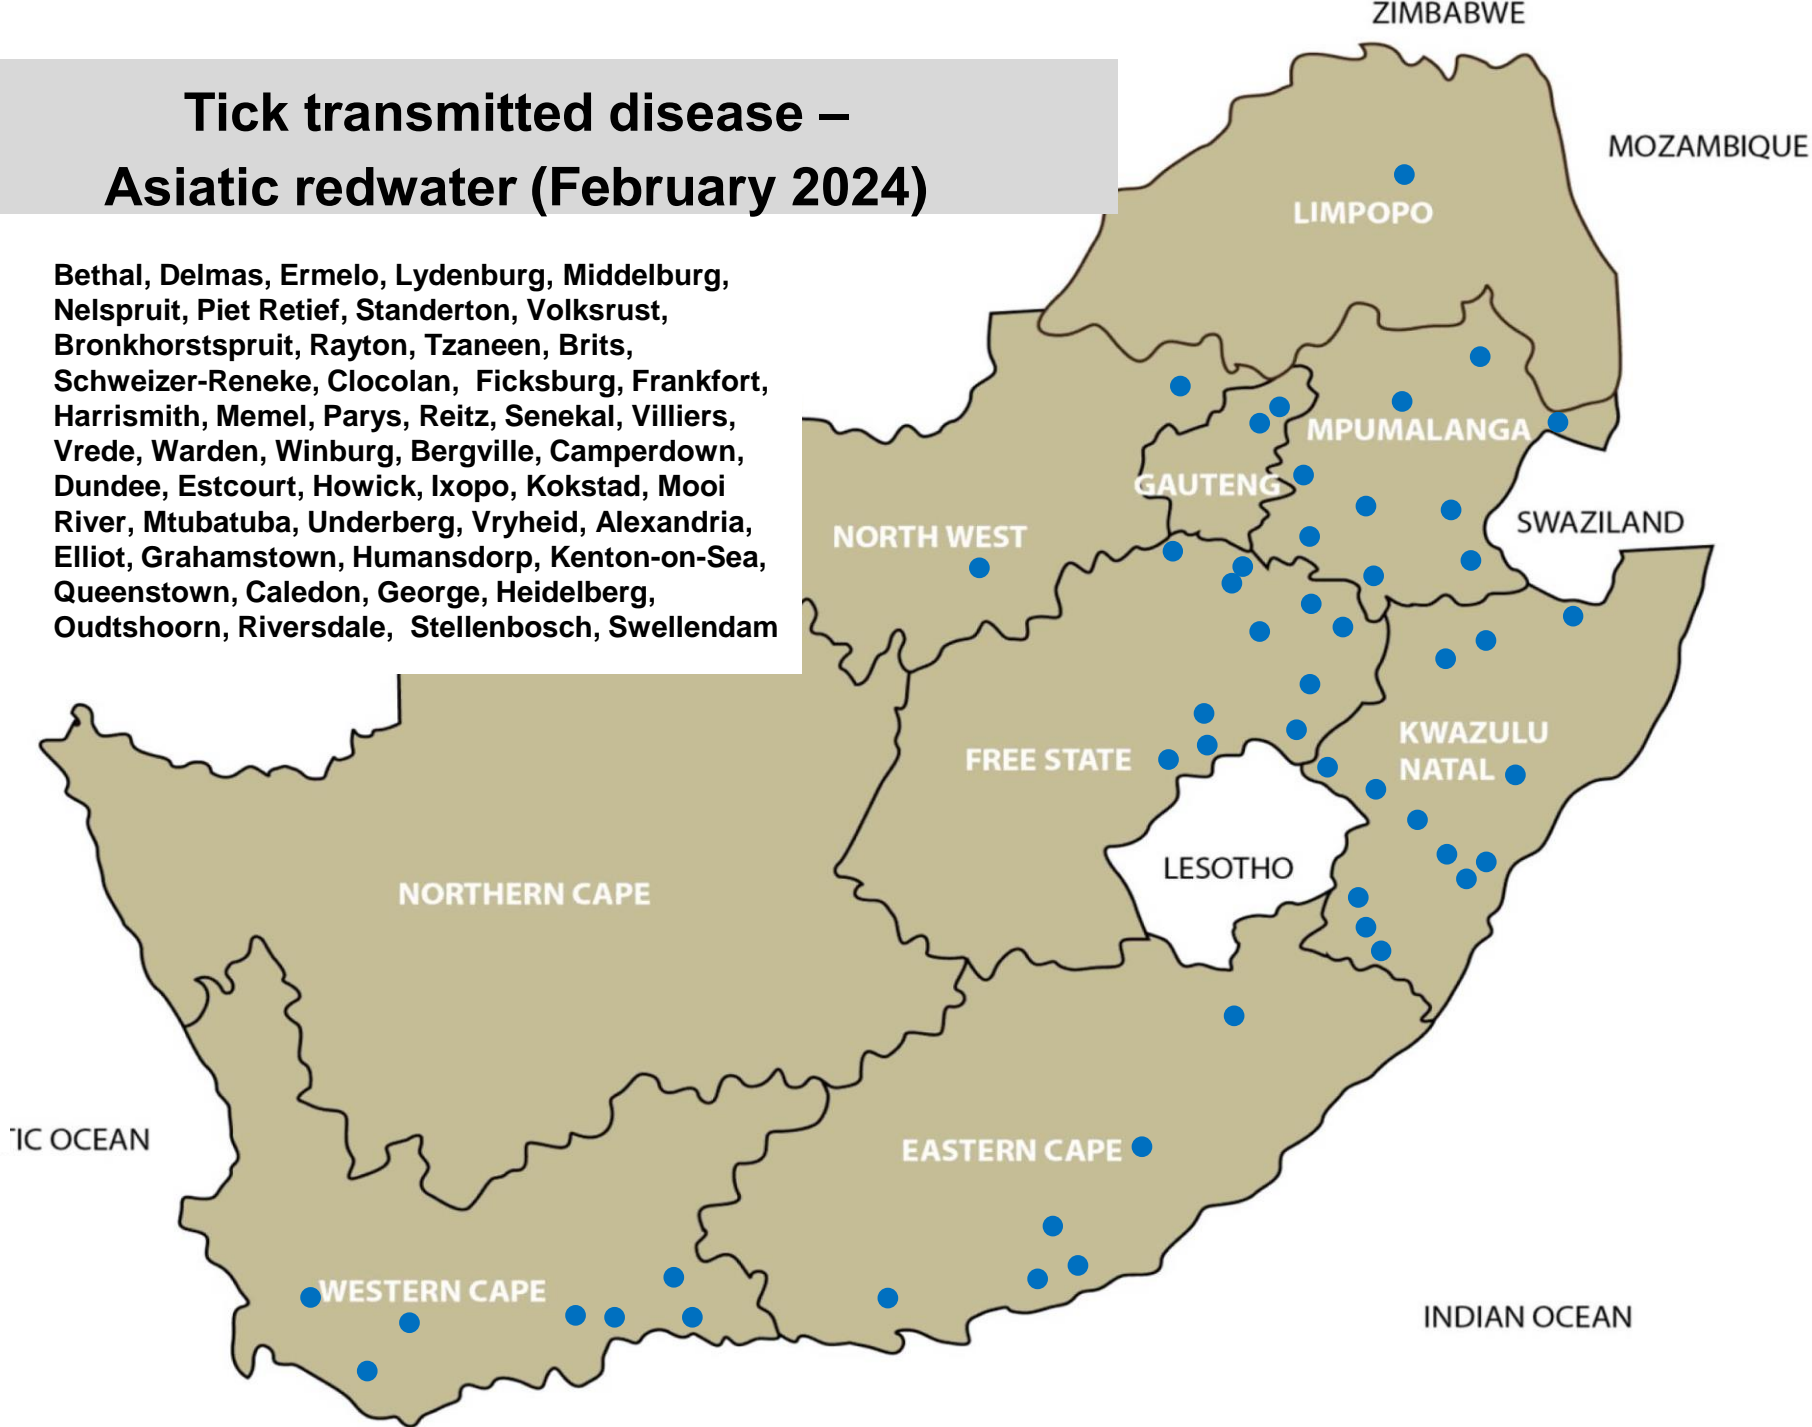 ZIMBABWE
Tick transmitted disease –
Asiatic redwater (February 2024)
MOZAMBIQUE
LIMPOPO
Bethal, Delmas, Ermelo, Lydenburg, Middelburg,
Nelspruit, Piet Retief, Standerton, Volksrust,
Bronkhorstspruit, Rayton, Tzaneen, Brits,
Schweizer-Reneke, Clocolan, Ficksburg, Frankfort,
Harrismith, Memel, Parys, Reitz, Senekal, Villiers,
Vrede, Warden, Winburg, Bergville, Camperdown,
Dundee, Estcourt, Howick, Ixopo, Kokstad, Mooi
River, Mtubatuba, Underberg, Vryheid, Alexandria,
Elliot, Grahamstown, Humansdorp, Kenton-on-Sea,
Queenstown, Caledon, George, Heidelberg,
Oudtshoorn, Riversdale, Stellenbosch, Swellendam
MPUMALANGA
GAUTENG
SWAZILAND
NORTH WEST
KWAZULU
NATAL
FREE STATE
LESOTHO
NORTHERN CAPE
TIC OCEAN
EASTERN CAPE
WESTERN CAPE
INDIAN OCEAN